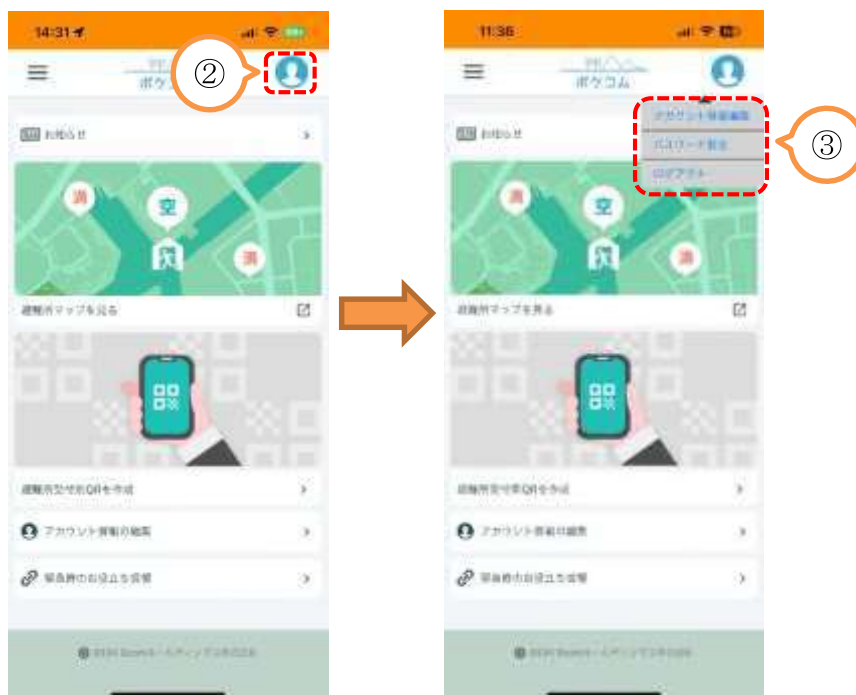 14:31
②
ポケコム
お知らせ
満
空
満
避難所マップを見る
避難所受付用QRを作成
アカウント情報の編集
緊急時のお役立ち情報
11:36
ポケコム
アカウント情報編集
パスワード変更
ログアウト
③
お知らせ
満
空
満
避難所マップを見る
避難所受付用QRを作成
アカウント情報の編集
緊急時のお役立ち情報